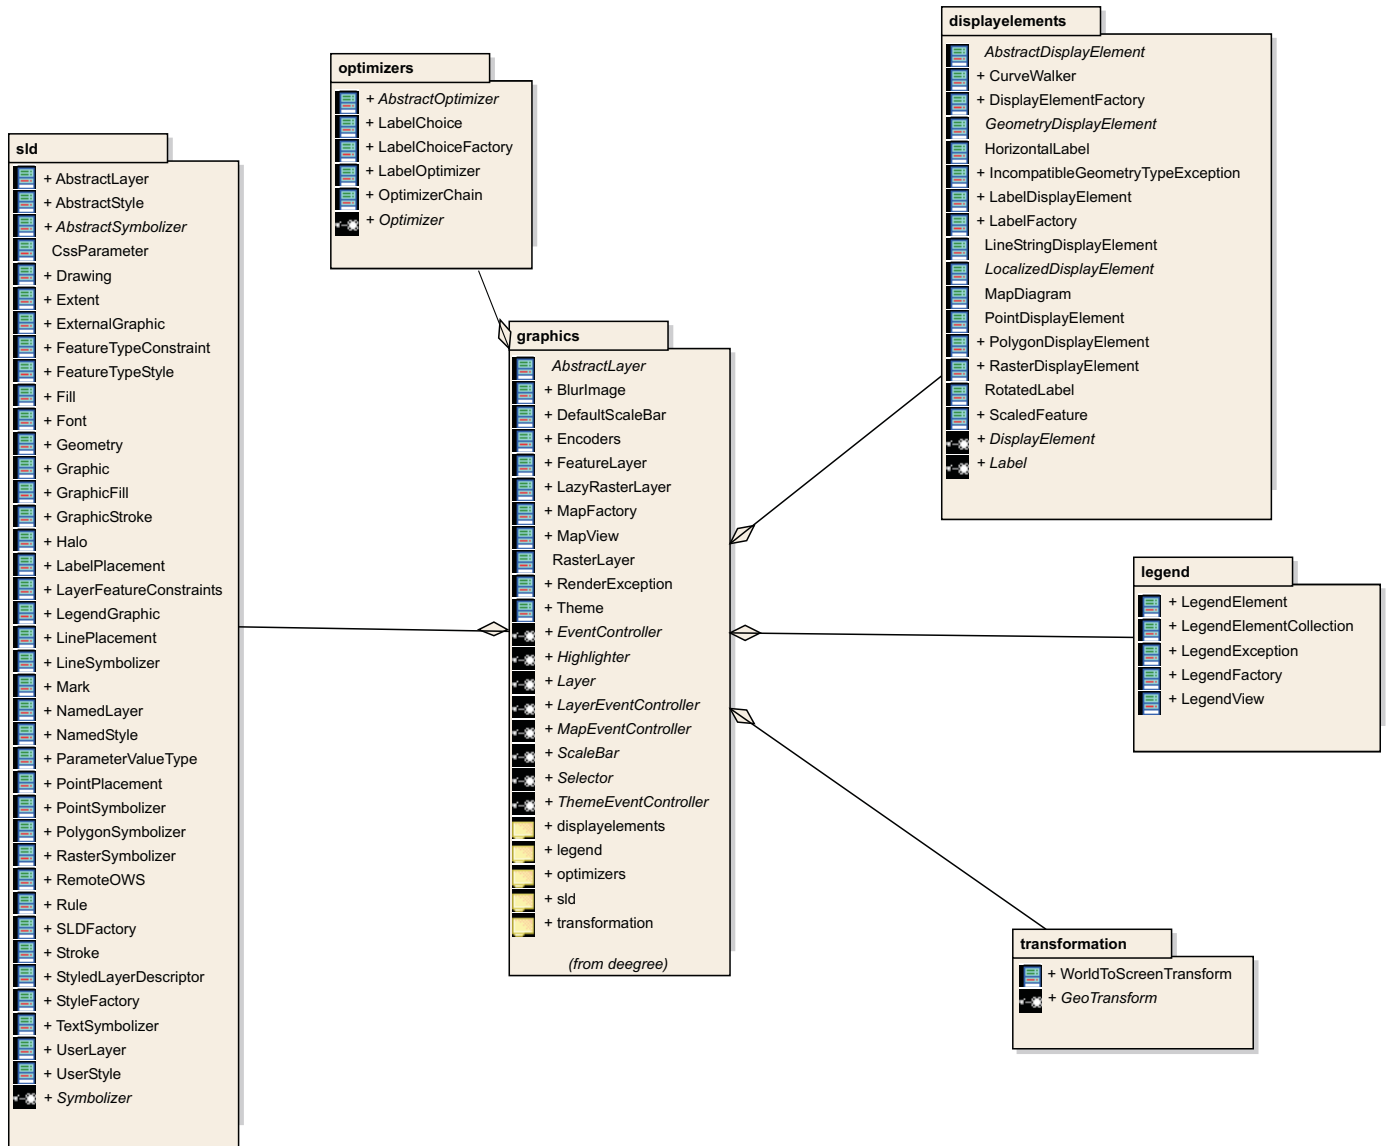 sld
+ AbstractLayer
+ AbstractStyle
+ AbstractSymbolizer
CssParameter
+ Drawing
+ Extent
+ ExternalGraphic
+ FeatureTypeConstraint
+ FeatureTypeStyle
+ Fill
+ Font
+ Geometry
+ Graphic
+ GraphicFill
+ GraphicStroke
+ Halo
+ LabelPlacement
+ LayerFeatureConstraints
+ LegendGraphic
+ LinePlacement
+ LineSymbolizer
+ Mark
+ NamedLayer
+ NamedStyle
+ ParameterValueType
+ PointPlacement
+ PointSymbolizer
+ PolygonSymbolizer
+ RasterSymbolizer
+ RemoteOWS
+ Rule
+ SLDFactory
+ Stroke
+ StyledLayerDescriptor
+ StyleFactory
+ TextSymbolizer
+ UserLayer
+ UserStyle
+ Symbolizer
optimizers
+ AbstractOptimizer
+ LabelChoice
+ LabelChoiceFactory
+ LabelOptimizer
+ OptimizerChain
+ Optimizer
graphics
AbstractLayer
+ BlurImage
+ DefaultScaleBar
+ Encoders
+ FeatureLayer
+ LazyRasterLayer
+ MapFactory
+ MapView
RasterLayer
+ RenderException
+ Theme
+ EventController
+ Highlighter
+ Layer
+ LayerEventController
+ MapEventController
+ ScaleBar
+ Selector
+ ThemeEventController
+ displayelements
+ legend
+ optimizers
+ sld
+ transformation
(from deegree)
displayelements
AbstractDisplayElement
+ CurveWalker
+ DisplayElementFactory
GeometryDisplayElement
HorizontalLabel
+ IncompatibleGeometryTypeException
+ LabelDisplayElement
+ LabelFactory
LineStringDisplayElement
LocalizedDisplayElement
MapDiagram
PointDisplayElement
+ PolygonDisplayElement
+ RasterDisplayElement
RotatedLabel
+ ScaledFeature
+ DisplayElement
+ Label
legend
+ LegendElement
+ LegendElementCollection
+ LegendException
+ LegendFactory
+ LegendView
transformation
+ WorldToScreenTransform
+ GeoTransform